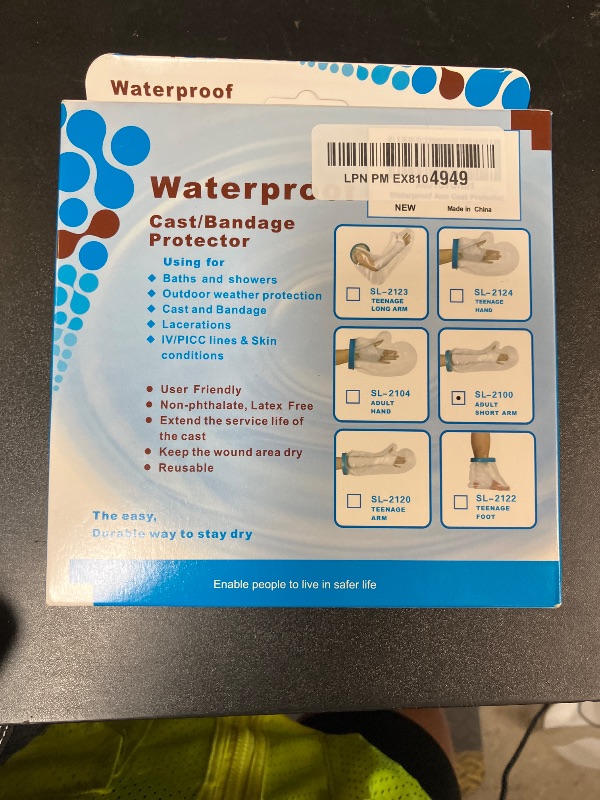 Waterproof
Waterproof
LPN PM EX8104949
NEW Made in China
Cast/Bandage
Protector
Using for
Baths and showers
Outdoor weather protection
Cast and Bandage
Lacerations
IV/PICC lines & Skin
conditions
User Friendly
Non-phthalate, Latex Free
Extend the service life of
the cast
Keep the wound area dry
Reusable
The easy,
Durable way to stay dry
SL-2123
TEENAGE
LONG ARM
SL-2124
TEENAGE
HAND
SL-2104
ADULT
HAND
SL-2100
ADULT
SHORT ARM
SL-2120
TEENAGE
ARM
SL-2122
TEENAGE
FOOT
Enable people to live in safer life